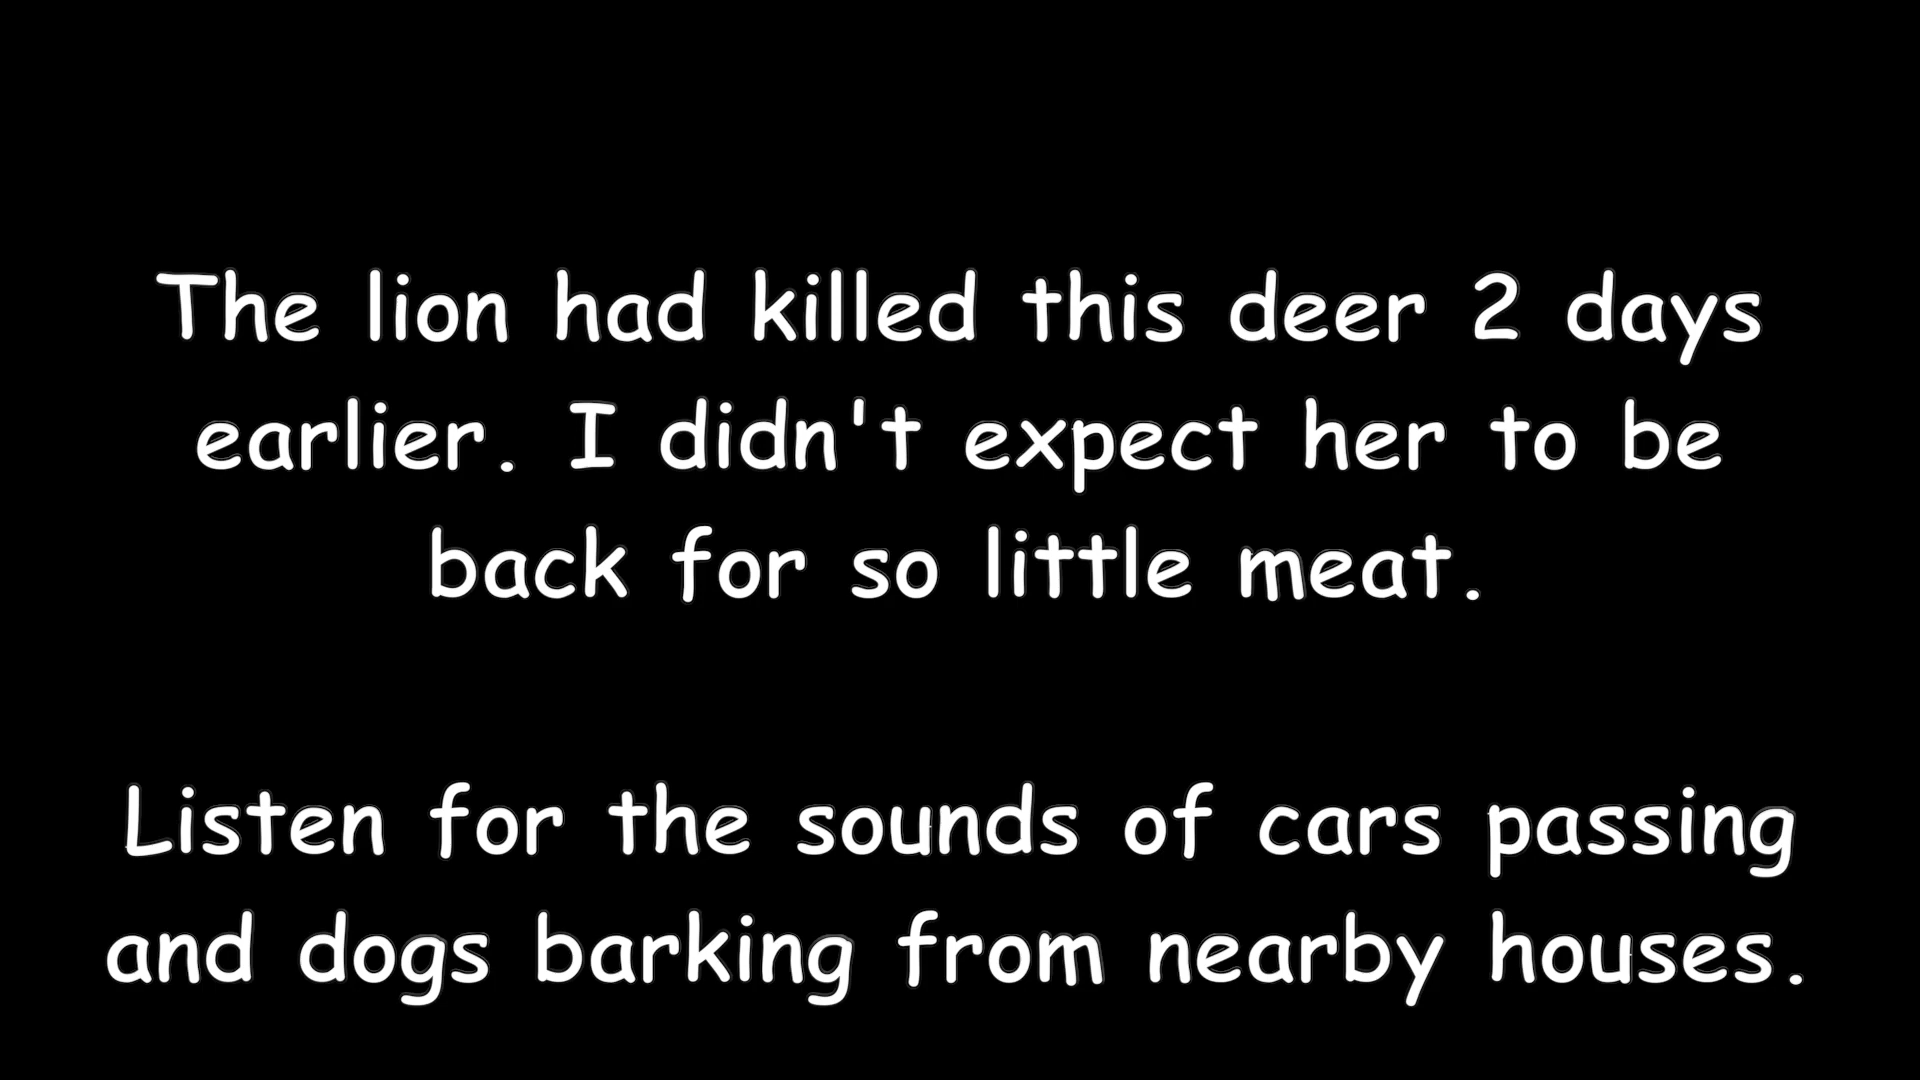 The lion had killed this deer 2 days
earlier. I didn't expect her to be
back for so little meat.
Listen for the sounds of cars passing
and dogs barking from nearby houses.